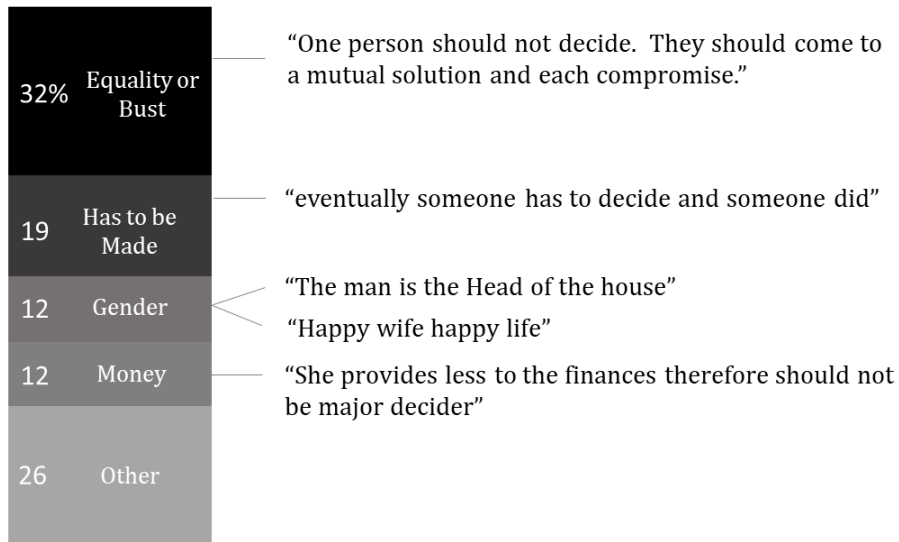 “One person should not decide.  They should come to
a mutual solution and each compromise.”
32%
Equality or
Bust
“eventually someone has to decide and someone did”
19
Has to be
Made
“The man is the Head of the house”
12
Gender
“Happy wife happy life”
12
Money
“She provides less to the finances therefore should not
be major decider”
26
Other